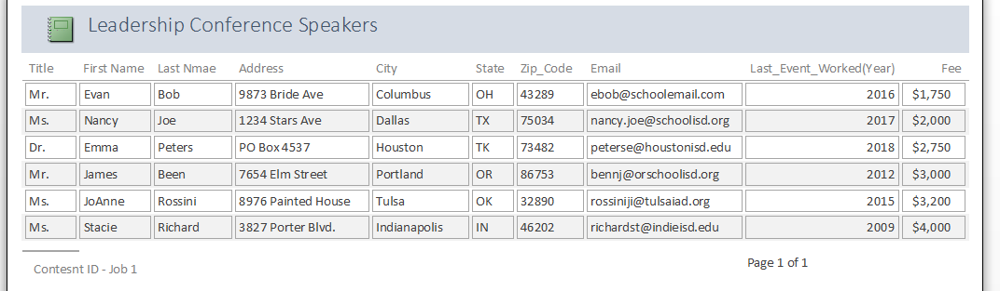 Leadership Conference Speakers
Title First Name Last Nmae Address City State Zip_Code Email Last_Event_Worked(Year) Fee
Mr. Evan Bob 9873 Bride Ave Columbus OH 43289 ebob@schoolemail.com 2016 $1,750
Ms. Nancy Joe 1234 Stars Ave Dallas TX 75034 nancy.joe@schoolisd.org 2017 $2,000
Dr. Emma Peters PO Box 4537 Houston TK 73482 peterse@houstonisd.edu 2018 $2,750
Mr. James Been 7654 Elm Street Portland OR 86753 bennj@orschoolisd.org 2012 $3,000
Ms. JoAnne Rossini 8976 Painted House Tulsa OK 32890 rossiniji@tulsaiad.org 2015 $3,200
Ms. Stacie Richard 3827 Porter Blvd. Indianapolis IN 46202 richardst@indieisd.edu 2009 $4,000
Page 1 of 1
Contesnt ID - Job 1